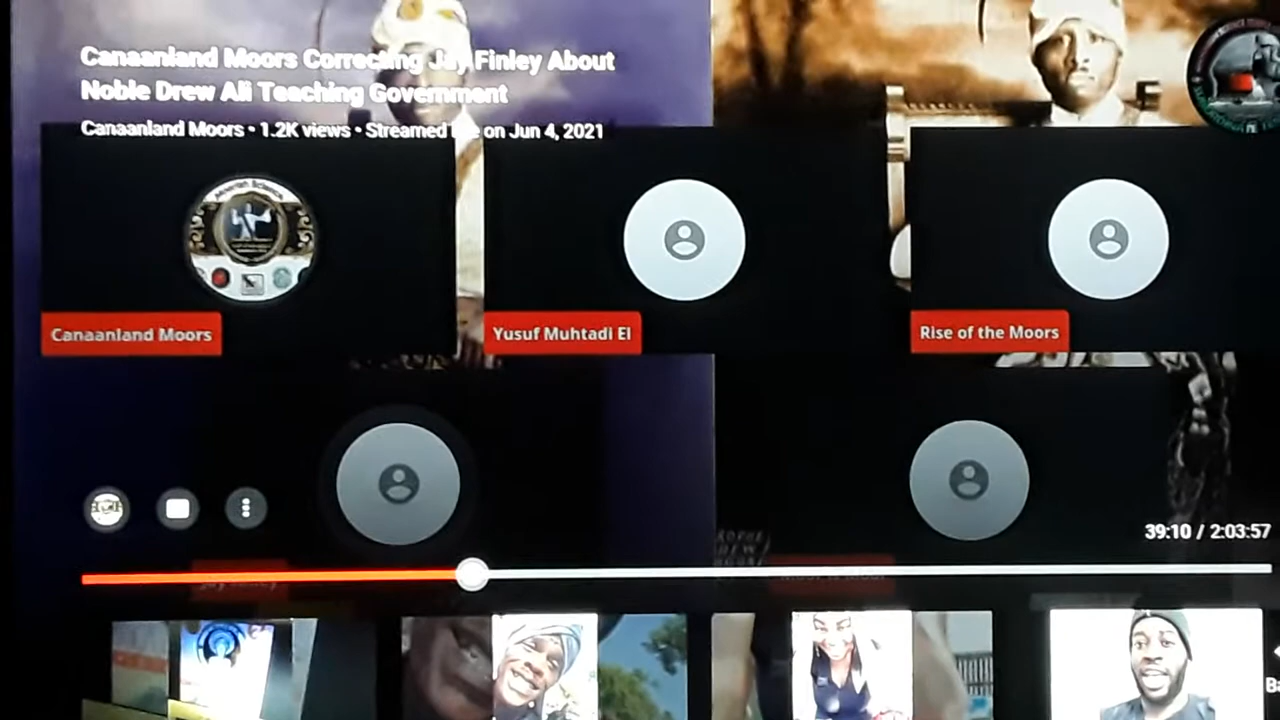 Canaanland Moors Correcting Jay Finley About
Noble Drew Ali Teaching Government
Canaanland Moors • 1.2K views • Streamed live on Jun 4, 2021
Canaanland Moors
Yusuf Muhtadi El
Rise of the Moors
39:10 / 2:03:57